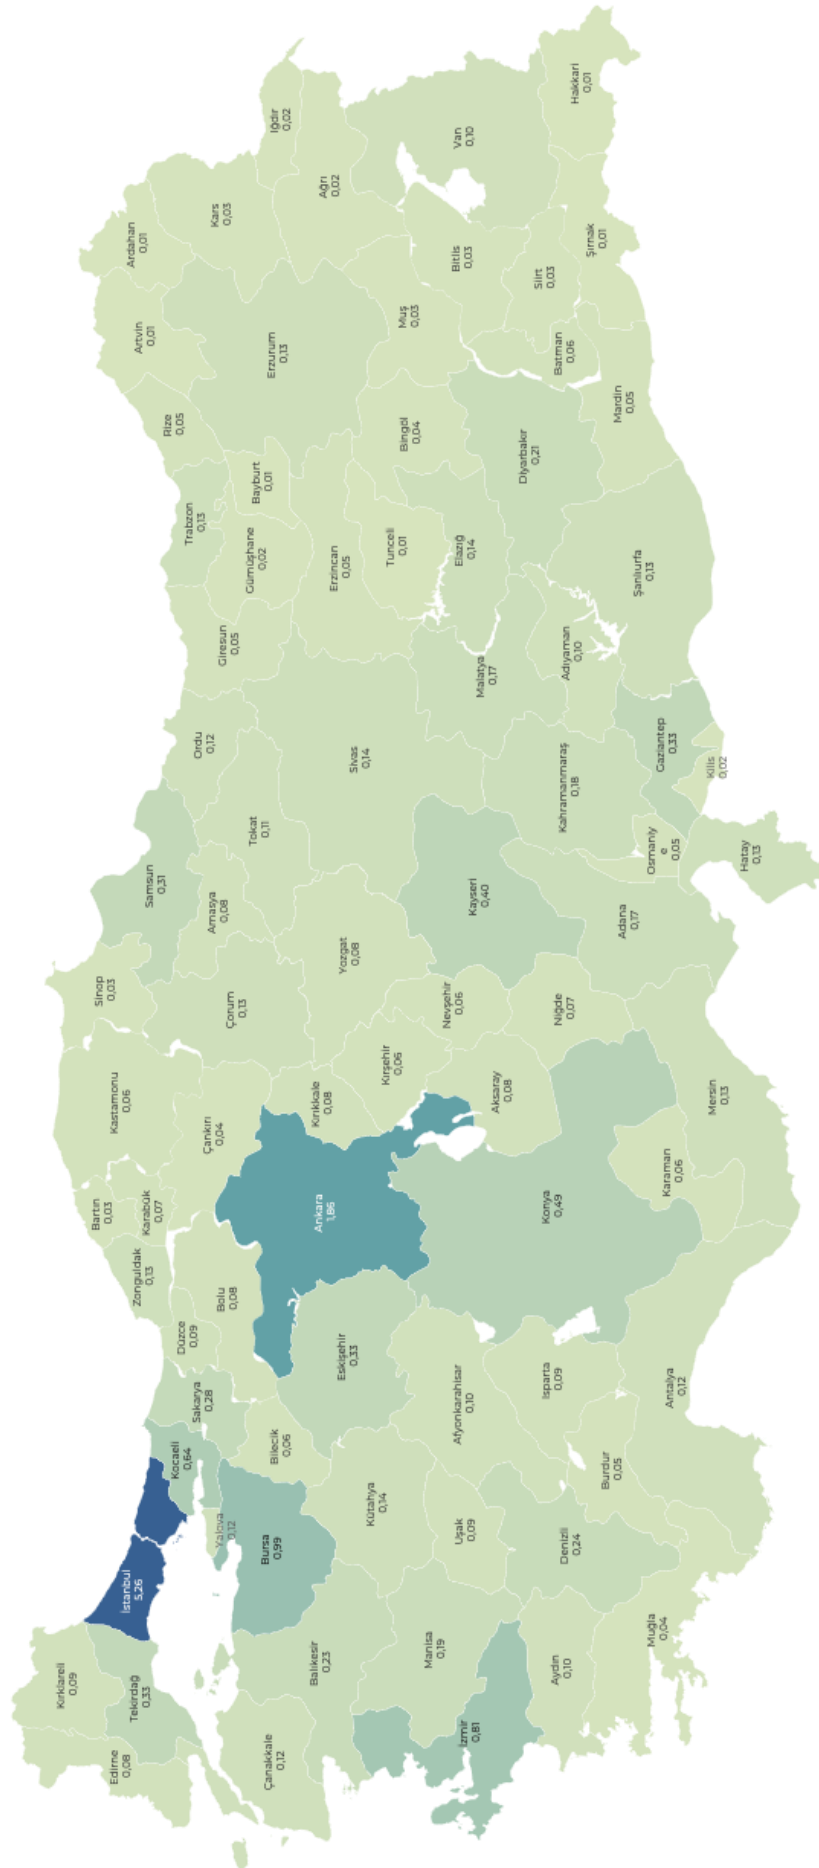 Kırklareli
0,09
Edirne
0,08
Tekirdağ
0,33
İstanbul
5,26
Çanakkale
0,12
Balıkesir
0,23
İzmir
0,81
Manisa
0,19
Aydın
0,10
Muğla
0,04
Yalova
0,12
Kocaeli
0,64
Sakarya
0,28
Bursa
0,99
Bilecik
0,06
Kütahya
0,14
Uşak
0,09
Denizli
0,24
Burdur
0,05
Düzce
0,09
Bolu
0,08
Eskişehir
0,33
Afyonkarahisar
0,10
Isparta
0,09
Antalya
0,12
Zonguldak
0,13
Bartın
0,03
Karabük
0,07
Kastamonu
0,06
Çankırı
0,04
Ankara
1,86
Kırıkkale
0,08
Kırşehir
0,06
Aksaray
0,08
Konya
0,49
Karaman
0,06
Mersin
0,13
Sinop
0,03
Çorum
0,13
Yozgat
0,08
Nevşehir
0,06
Niğde
0,07
Samsun
0,31
Amasya
0,08
Tokat
0,11
Kayseri
0,40
Adana
0,17
Osmaniy
e
0,05
Hatay
0,13
Ordu
0,12
Sivas
0,14
Kahramanmaraş
0,18
Gaziantep
0,33
Kilis
0,02
Giresun
0,05
Malatya
0,17
Adıyaman
0,10
Trabzon
0,13
Gümüşhane
0,02
Bayburt
0,01
Erzincan
0,05
Tunceli
0,01
Elazığ
0,14
Şanlıurfa
0,13
Rize
0,05
Bingöl
0,04
Diyarbakır
0,21
Mardin
0,05
Artvin
0,01
Erzurum
0,13
Muş
0,03
Batman
0,06
Ardahan
0,01
Kars
0,03
Bitlis
0,03
Siirt
0,03
Şırnak
0,01
Iğdır
0,02
Ağrı
0,02
Van
0,10
Hakkari
0,01